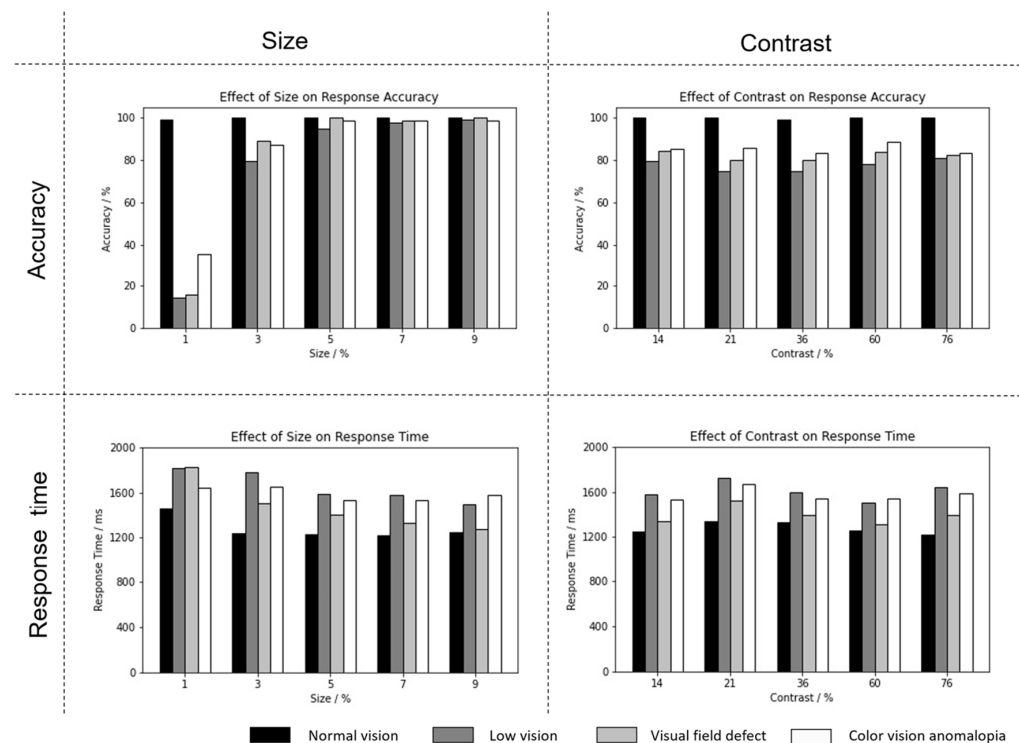 Size
Contrast
Accuracy
Effect of Size on Response Accuracy
Accuracy / %
100
80
60
40
20
0
1 3 5 7 9
Size / %
Effect of Contrast on Response Accuracy
Accuracy / %
100
80
60
40
20
0
14 21 36 60 76
Contrast / %
Response time
Effect of Size on Response Time
Response Time / ms
2000
1600
1200
800
400
0
1 3 5 7 9
Size / %
Effect of Contrast on Response Time
Response Time / ms
2000
1600
1200
800
400
0
14 21 36 60 76
Contrast / %
Normal vision Low vision Visual field defect Color vision anomalopia